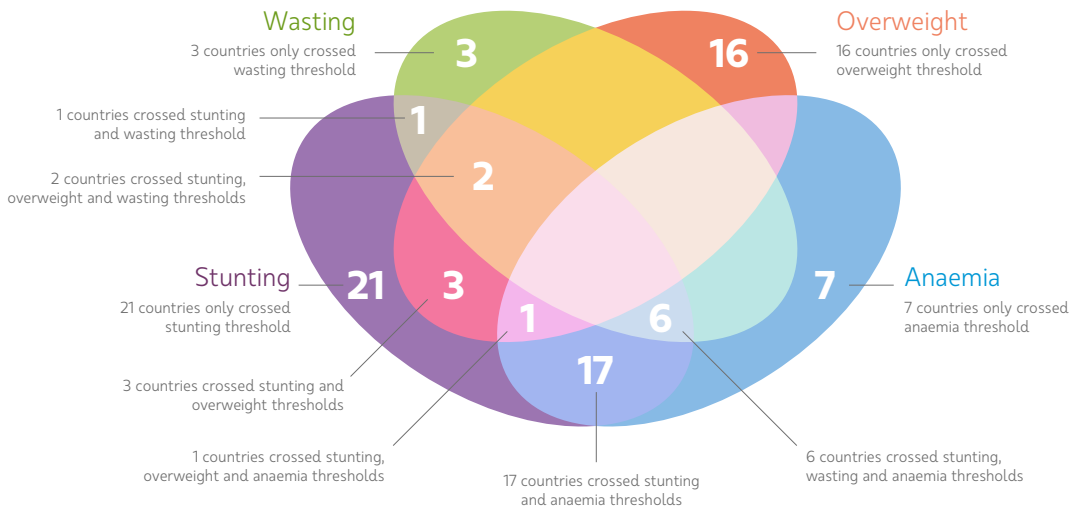 Wasting
3 countries only crossed
wasting threshold
3
16
Overweight
16 countries only crossed
overweight threshold
1 countries crossed stunting
and wasting threshold
1
2 countries crossed stunting,
overweight and wasting thresholds
2
Stunting
21 countries only crossed
stunting threshold
21
3
7
Anaemia
7 countries only crossed
anaemia threshold
1
6
17
3 countries crossed stunting and
overweight thresholds
1 countries crossed stunting,
overweight and anaemia thresholds
17 countries crossed stunting
and anaemia thresholds
6 countries crossed stunting,
wasting and anaemia thresholds